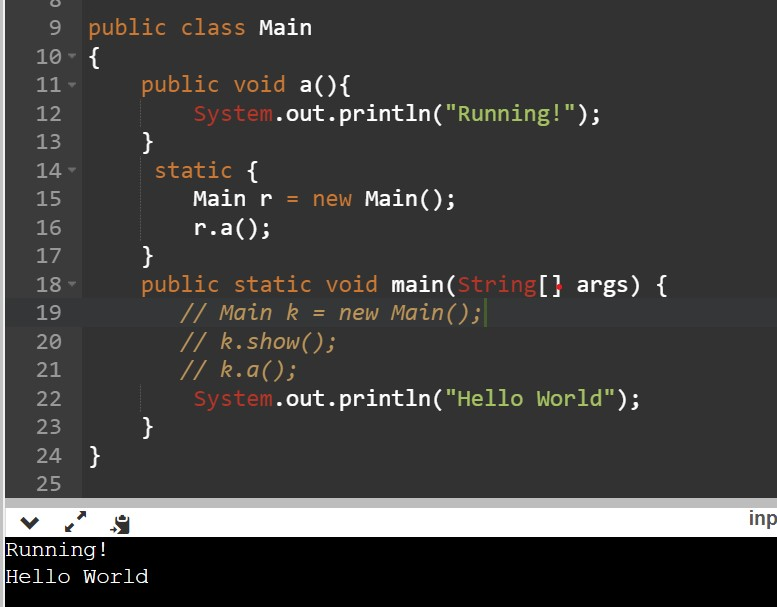 8
9 public class Main
10 {
11     public void a(){
12         System.out.println("Running!");
13     }
14      static {
15         Main r = new Main();
16         r.a();
17     }
18     public static void main(String[] args) {
19        // Main k = new Main();
20        // k.show();
21        // k.a();
22         System.out.println("Hello World");
23     }
24 }
25
inp
Running!
Hello World